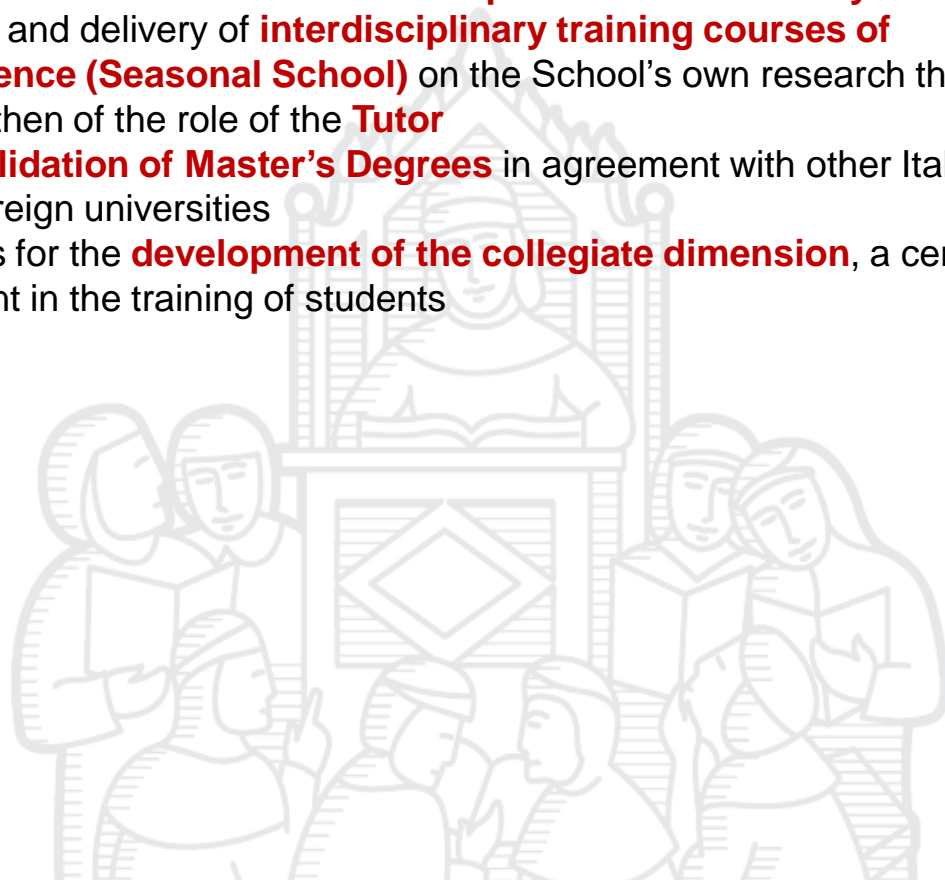 and delivery of interdisciplinary training courses of
ence (Seasonal School) on the School's own research th
then of the role of the Tutor
lidation of Master's Degrees in agreement with other Ital
reign universities
s for the development of the collegiate dimension, a cen
nt in the training of students